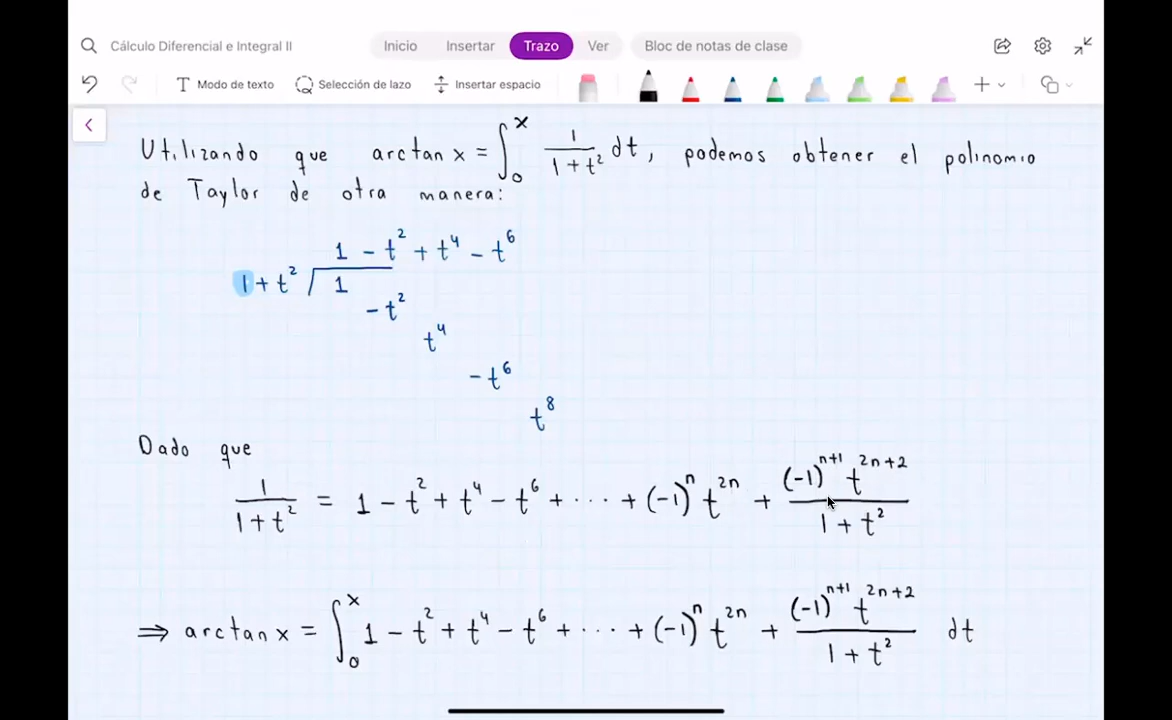 Cálculo Diferencial e Integral II Inicio Insertar Trazo Ver Bloc de notas de clase
Modo de texto Selección de lazo Insertar espacio
Utilizando que arctan x = ∫₀ˣ 1/(1 + t²) dt, podemos obtener el polinomio
de Taylor de otra manera:
1 - t² + t⁴ - t⁶
1 + t² 1
- t²
t⁴
- t⁶
t⁸
Dado que
1/(1 + t²) = 1 - t² + t⁴ - t⁶ + ··· + (-1)ⁿ t²ⁿ + (-1)ⁿ⁺¹ t²ⁿ⁺²/(1 + t²)
⇒ arctan x = ∫₀ˣ 1 - t² + t⁴ - t⁶ + ··· + (-1)ⁿ t²ⁿ + (-1)ⁿ⁺¹ t²ⁿ⁺²/(1 + t²) dt